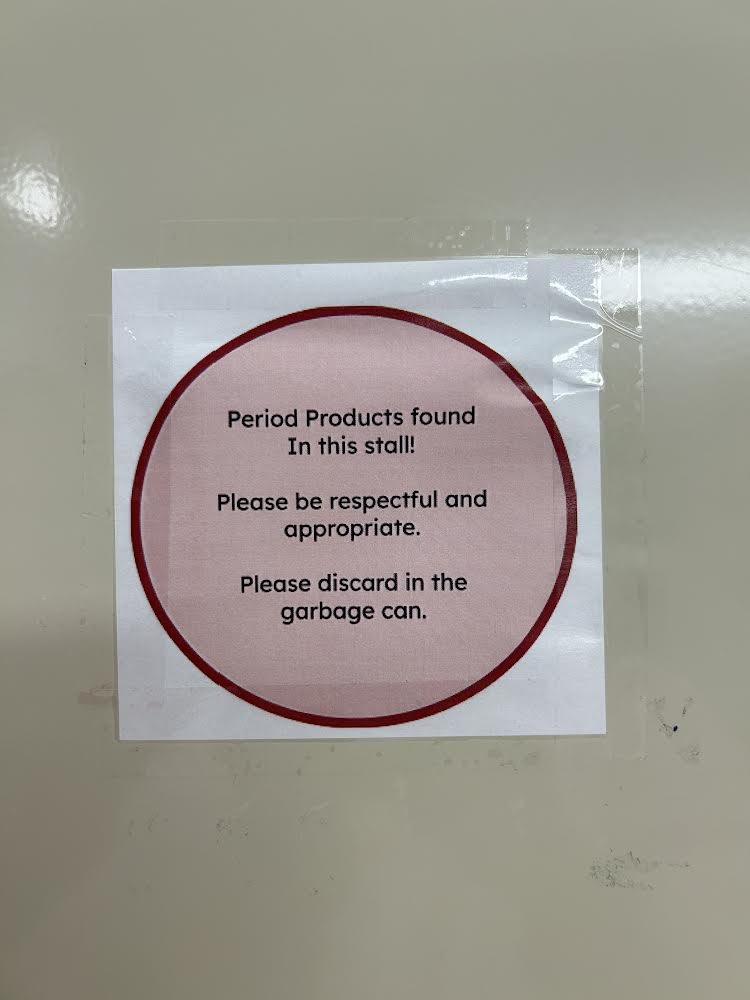 Period Products found
In this stall!
Please be respectful and
appropriate.
Please discard in the
garbage can.